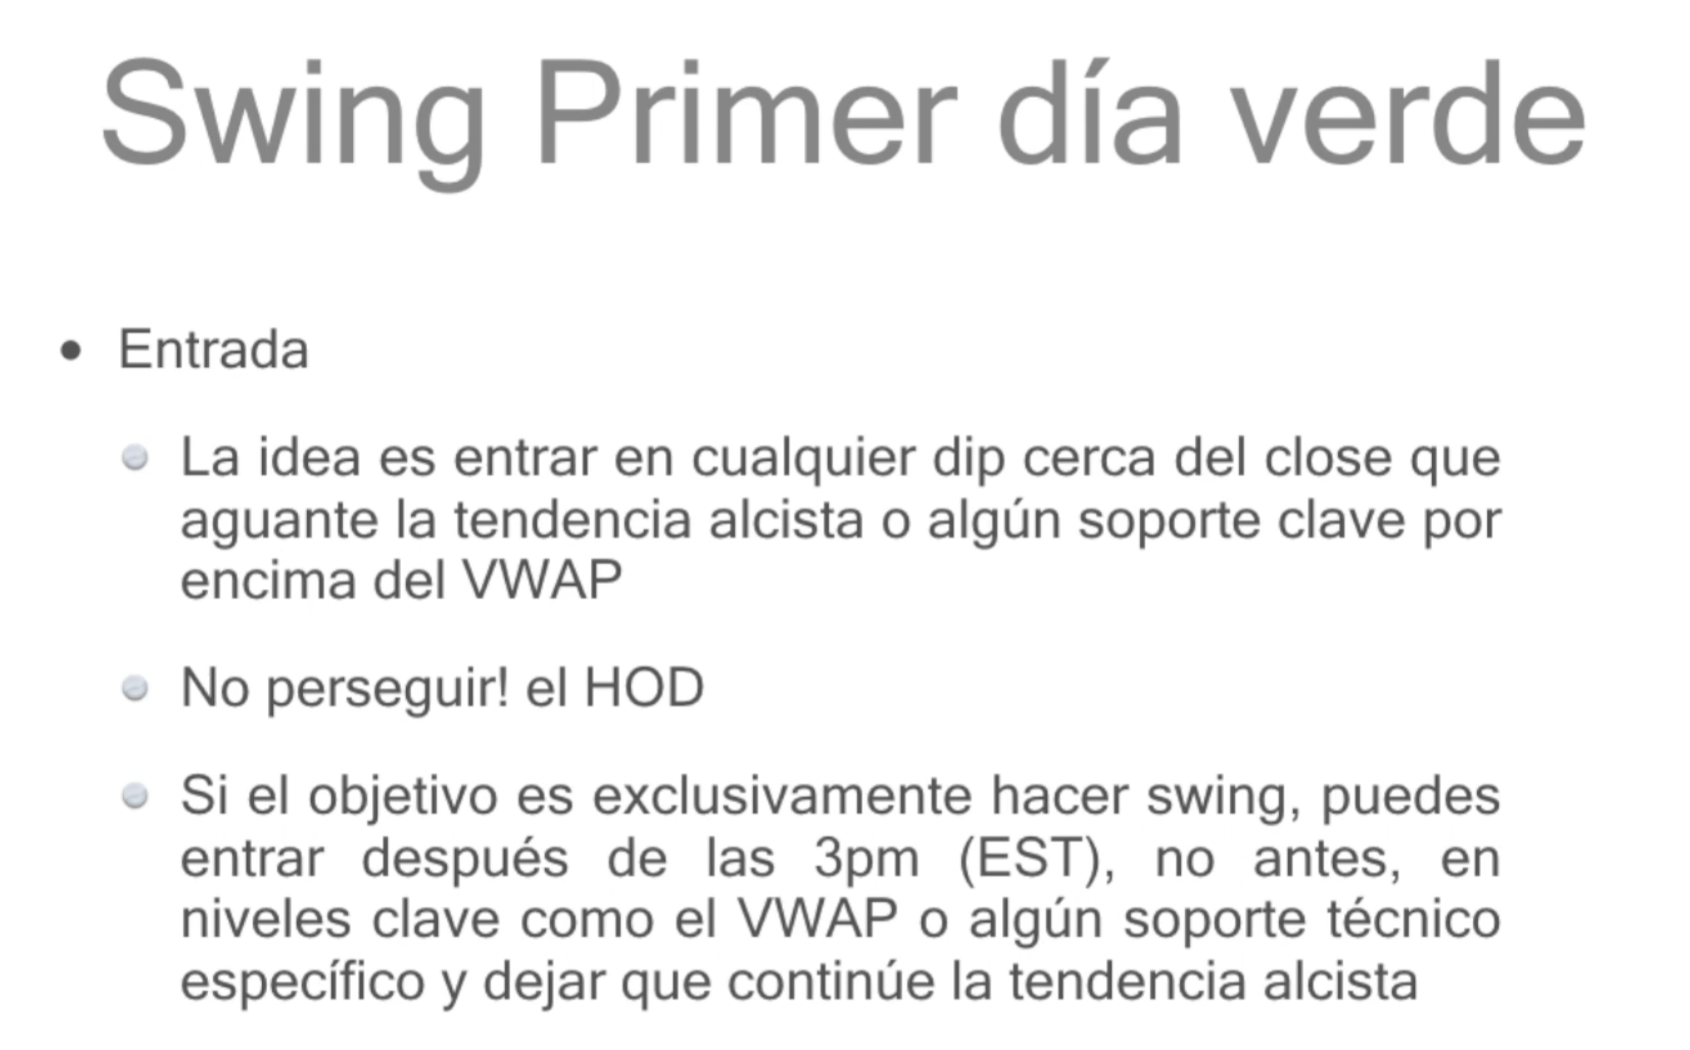 Swing Primer día verde
• Entrada
La idea es entrar en cualquier dip cerca del close que
aguante la tendencia alcista o algún soporte clave por
encima del VWAP
No perseguir! el HOD
Si el objetivo es exclusivamente hacer swing, puedes
entrar después de las 3pm (EST), no antes, en
niveles clave como el VWAP o algún soporte técnico
específico y dejar que continúe la tendencia alcista